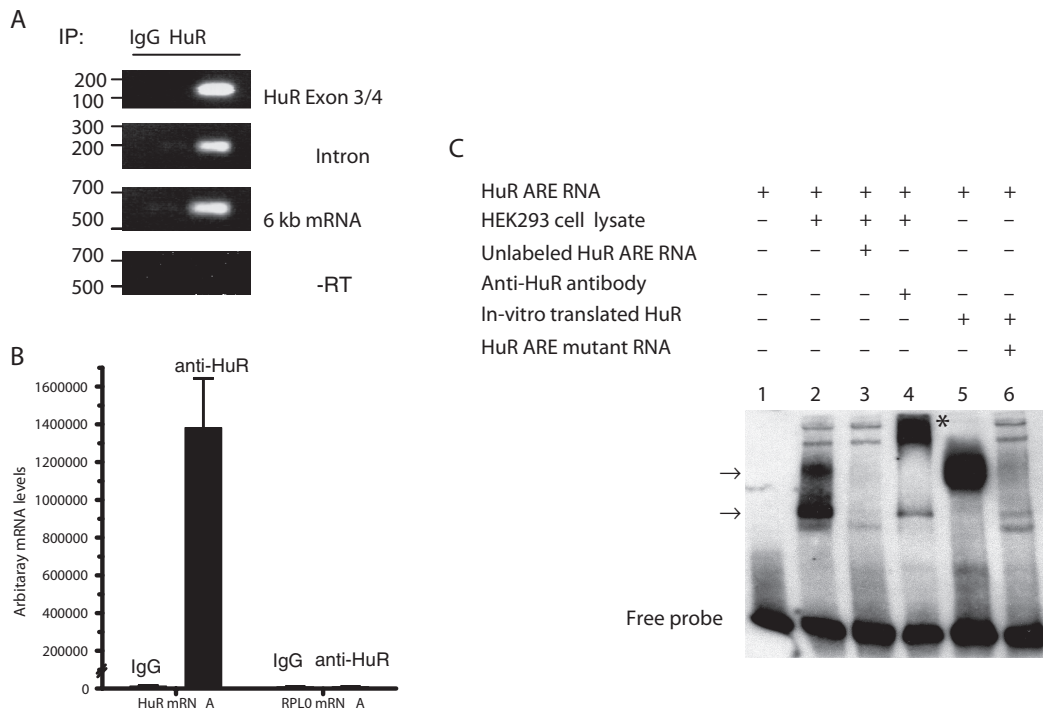 A
IP: IgG HuR
200
100
HuR Exon 3/4
300
200
Intron
700
500
6 kb mRNA
700
500
-RT
B
Arbitaray mRNA levels
1600000
1400000
1200000
1000000
800000
600000
400000
200000
0
anti-HuR
IgG
IgG anti-HuR
HuR mRN A
RPL0 mRN A
C
HuR ARE RNA + + + + + +
HEK293 cell lysate – + + + – –
Unlabeled HuR ARE RNA – – + – – –
Anti-HuR antibody – – – + – –
In-vitro translated HuR – – – – + +
HuR ARE mutant RNA – – – – – +
1 2 3 4 5 6
*
→
→
Free probe